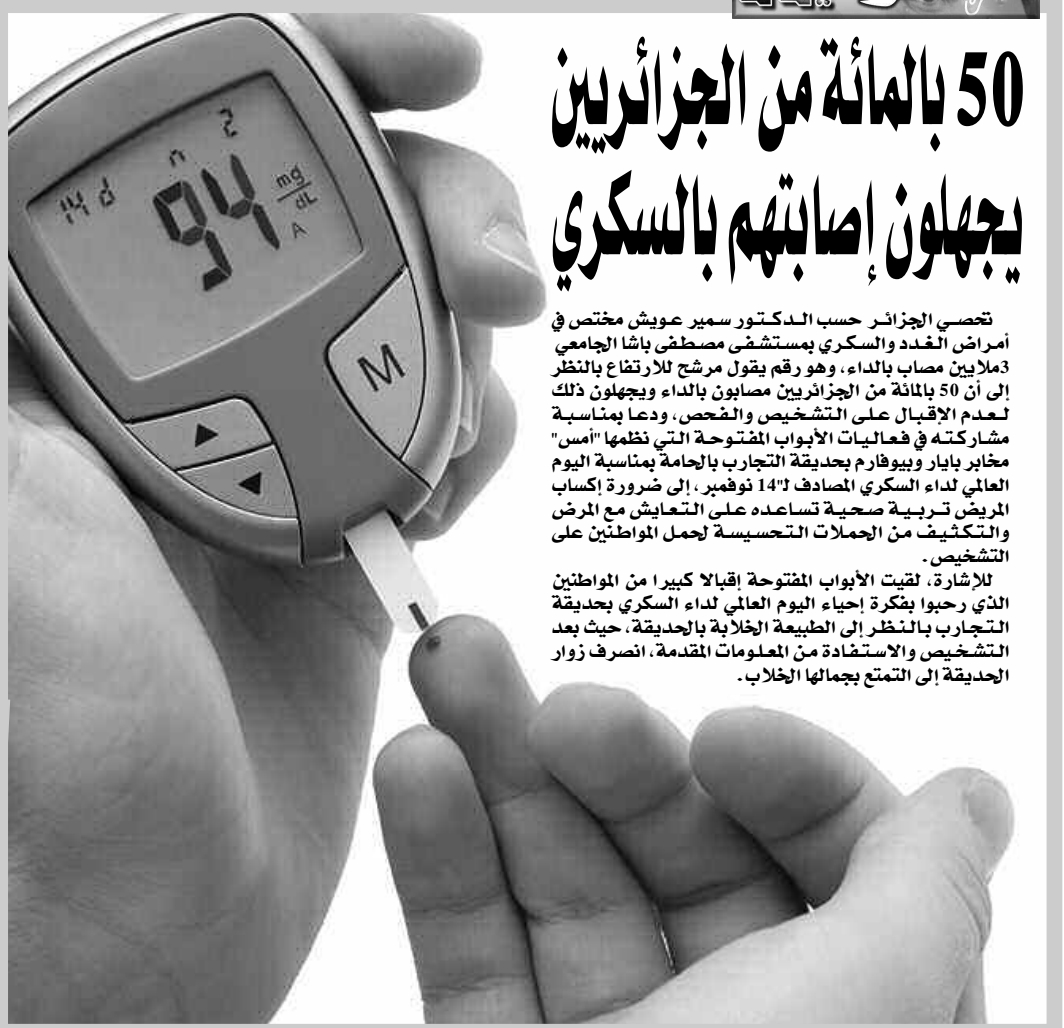 50 بالمائة من الجزائريين
يجهلون إصابتهم بالسكري
تحصي الجزائر حسب الدكتور سمير عويش مختص في
أمراض الغدد والسكري بمستشفى مصطفى باشا الجامعي
3ملايين مصاب بالداء، وهو رقم يقول مرشح للارتفاع بالنظر
إلى أن 50 بالمائة من الجزائريين مصابون بالداء ويجهلون ذلك
لعدم الإقبال على التشخيص والفحص، ودعا بمناسبة
مشاركته في فعاليات الأبواب المفتوحة التي نظمها "أمس"
مخابر بايار وبيوفارم بحديقة التجارب بالحامة بمناسبة اليوم
العالمي لداء السكري المصادف لـ"14 نوفمبر، إلى ضرورة إكساب
المريض تربية صحية تساعده على التعايش مع المرض
والتكثيف من الحملات التحسيسة لحمل المواطنين على
التشخيص.
للإشارة، لقيت الأبواب المفتوحة إقبالا كبيرا من المواطنين
الذي رحبوا بفكرة إحياء اليوم العالمي لداء السكري بحديقة
التجارب بالنظر إلى الطبيعة الخلابة بالحديقة، حيث بعد
التشخيص والاستفادة من المعلومات المقدمة، انصرف زوار
الحديقة إلى التمتع بجمالها الخلاب.
2
14 d
94
mg
dL
A
M